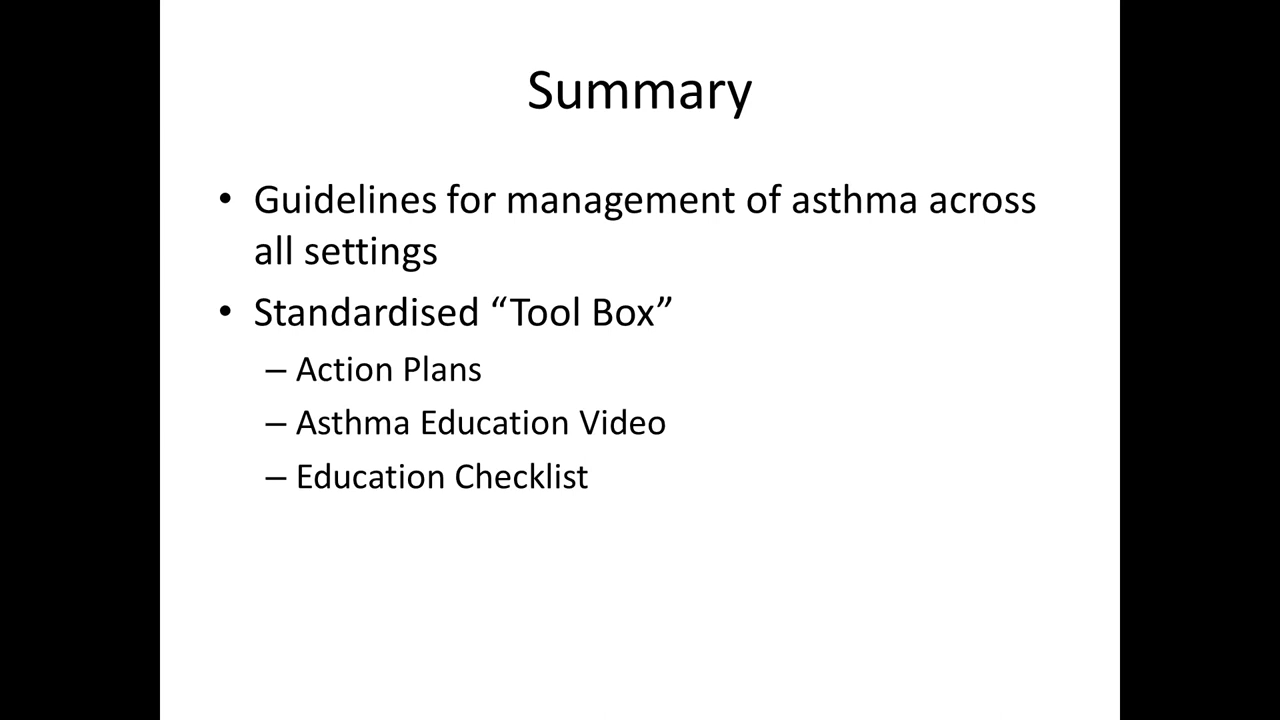 Summary
• Guidelines for management of asthma across
all settings
• Standardised “Tool Box”
– Action Plans
– Asthma Education Video
– Education Checklist